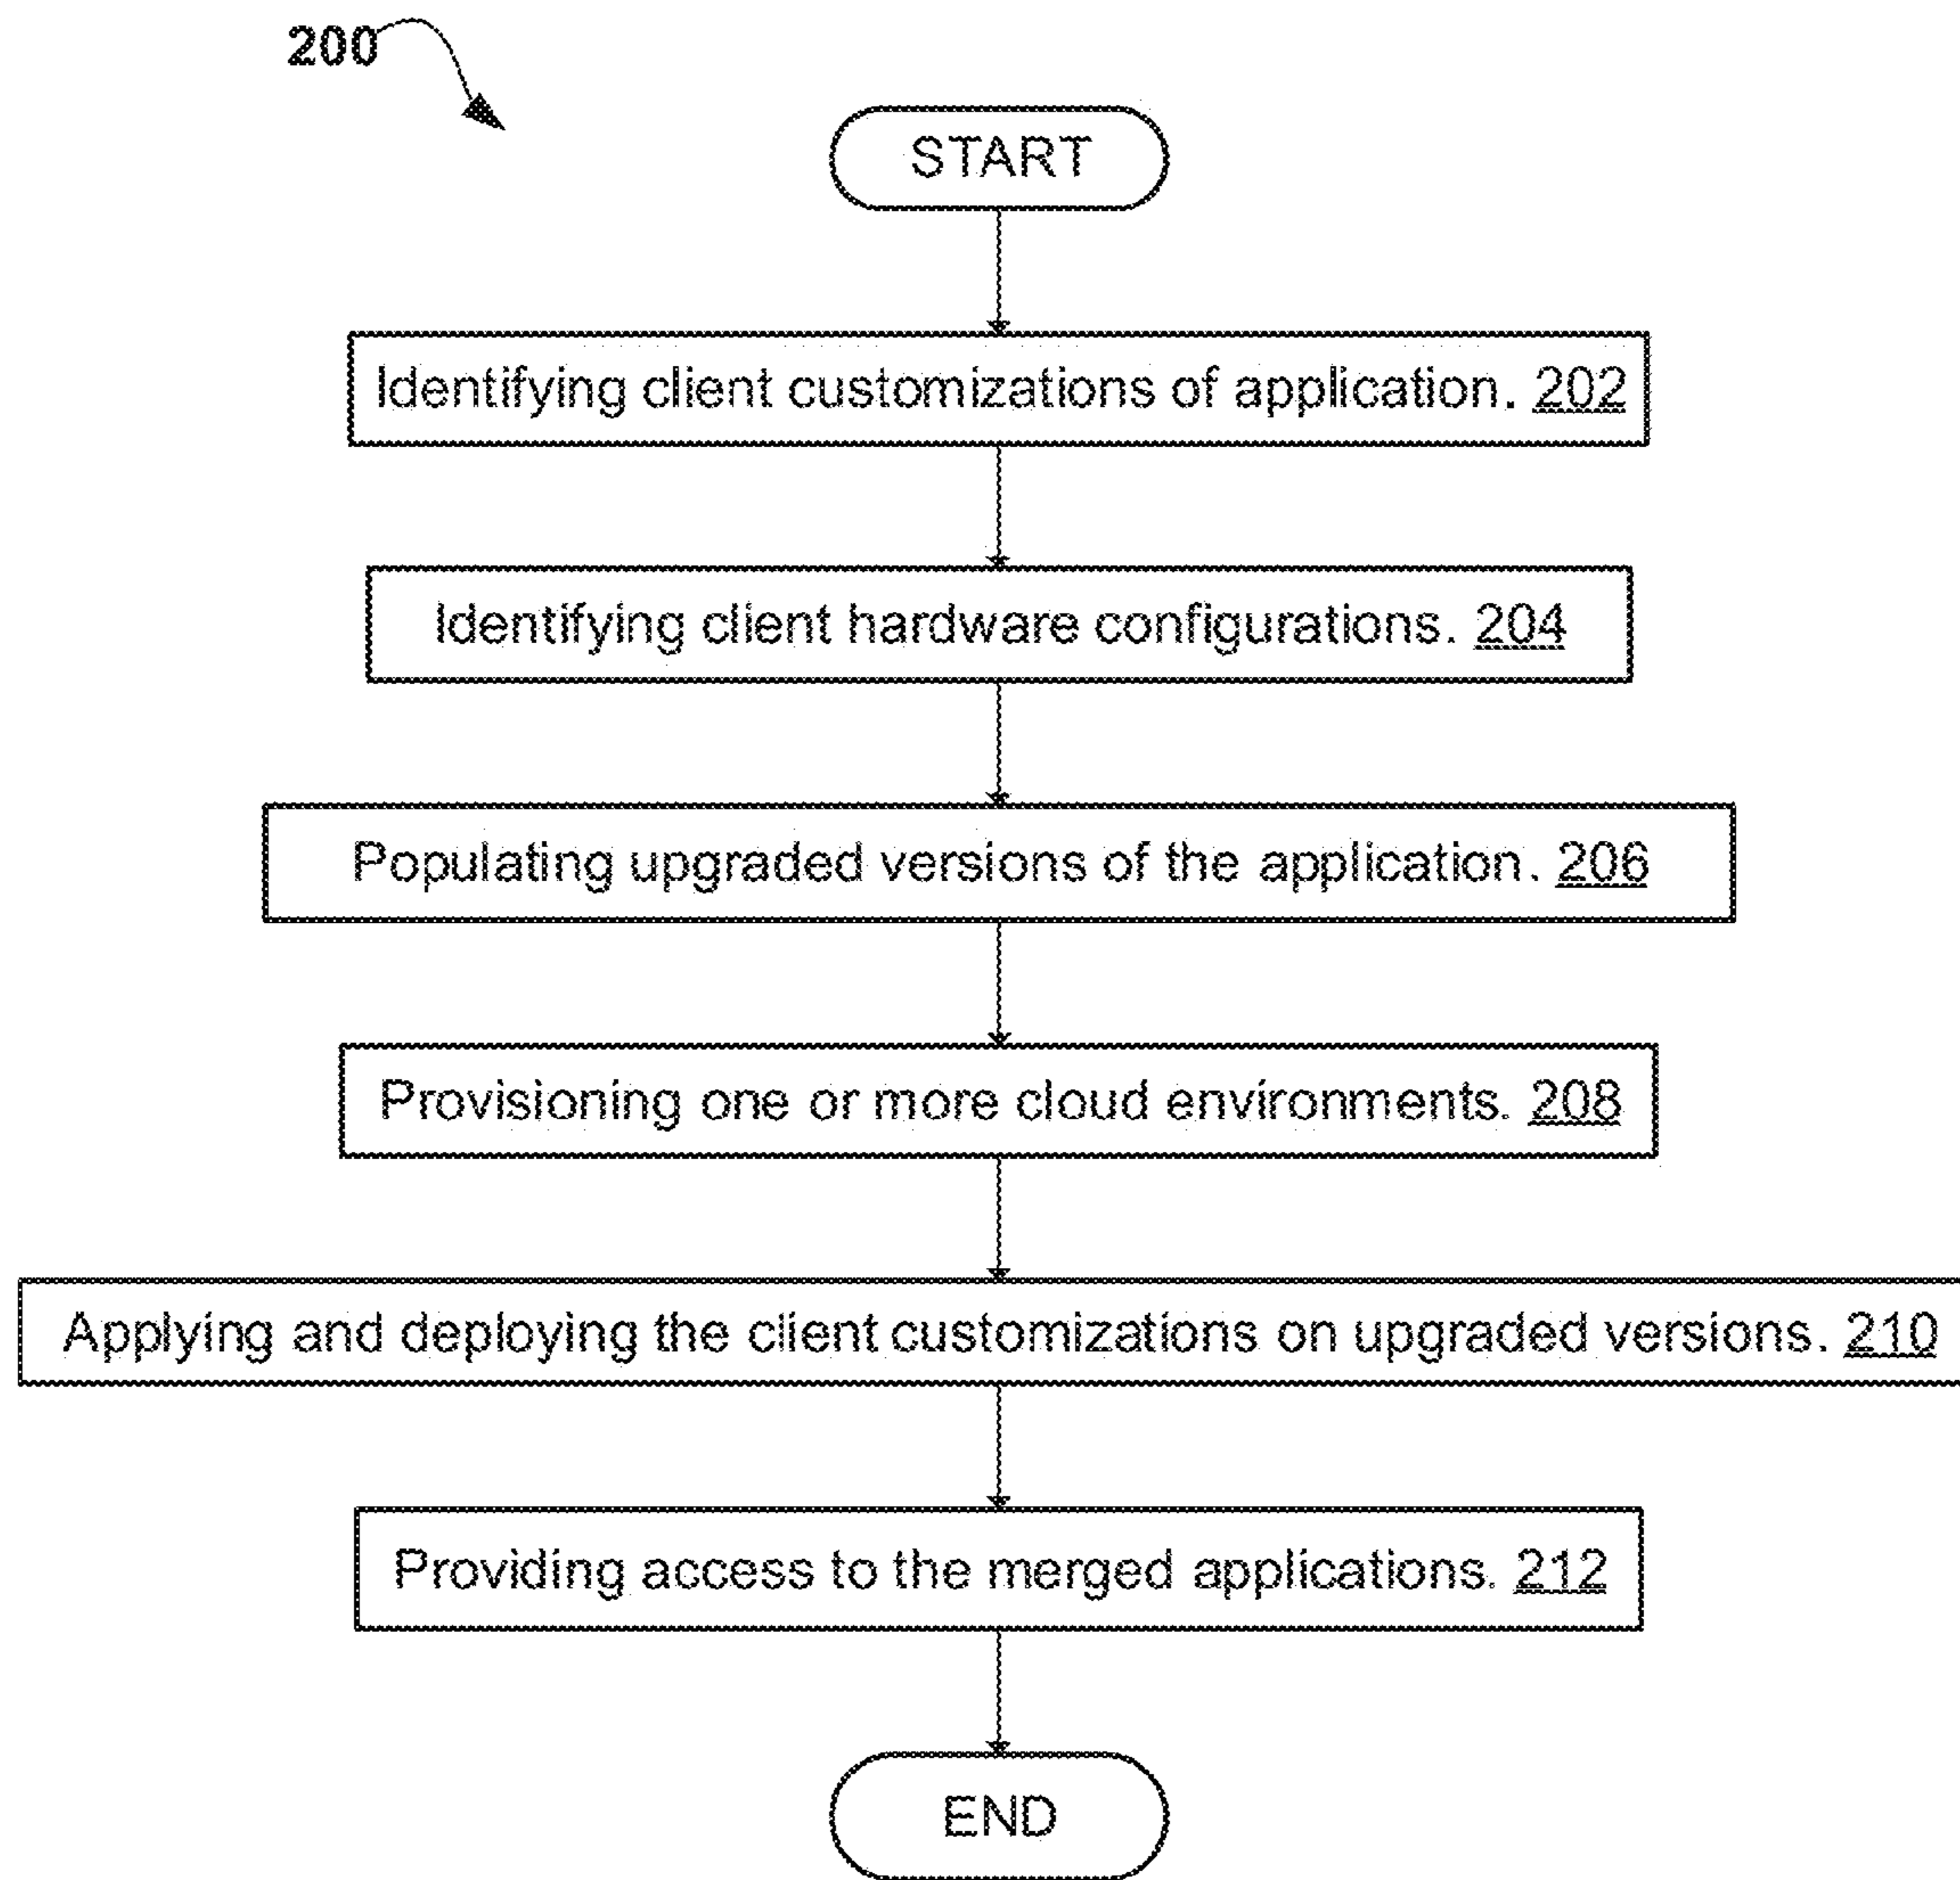 200
START
Identifying client customizations of application. 202
Identifying client hardware configurations. 204
Populating upgraded versions of the application. 206
Provisioning one or more cloud environments. 208
Applying and deploying the client customizations on upgraded versions. 210
Providing access to the merged applications. 212
END